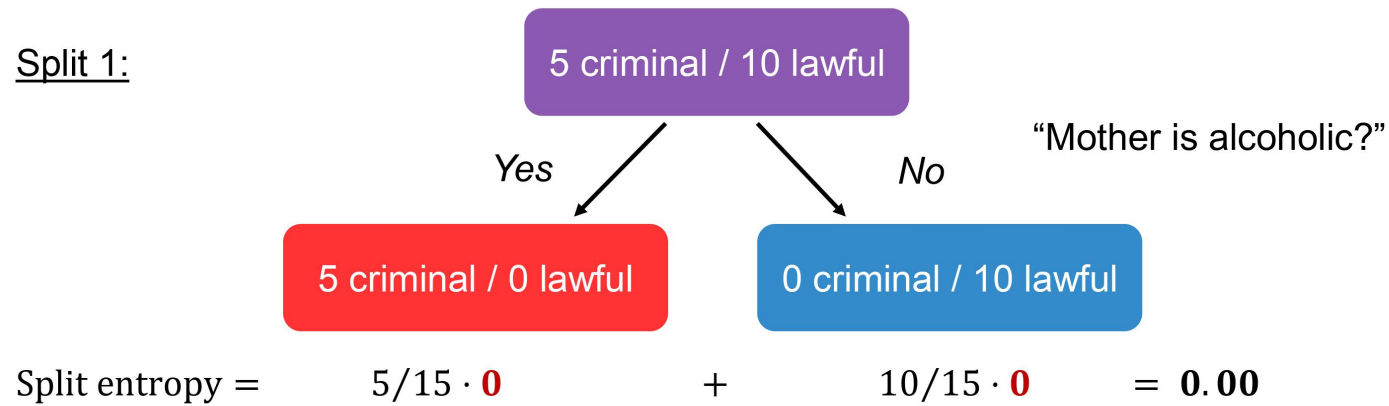 Split 1:
5 criminal / 10 lawful
“Mother is alcoholic?”
Yes
No
5 criminal / 0 lawful
0 criminal / 10 lawful
Split entropy = 5/15 · 0 + 10/15 · 0 = 0.00